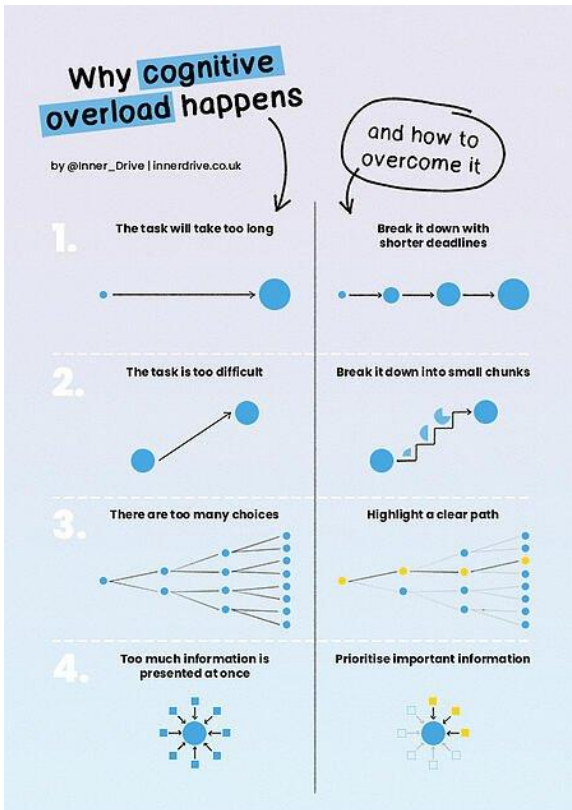 Why cognitive
overload happens
and how to
overcome it
by @Inner_Drive | innerdrive.co.uk
1.
The task will take too long
Break it down with
shorter deadlines
2.
The task is too difficult
Break it down into small chunks
3.
There are too many choices
Highlight a clear path
4.
Too much information is
presented at once
Prioritise important information